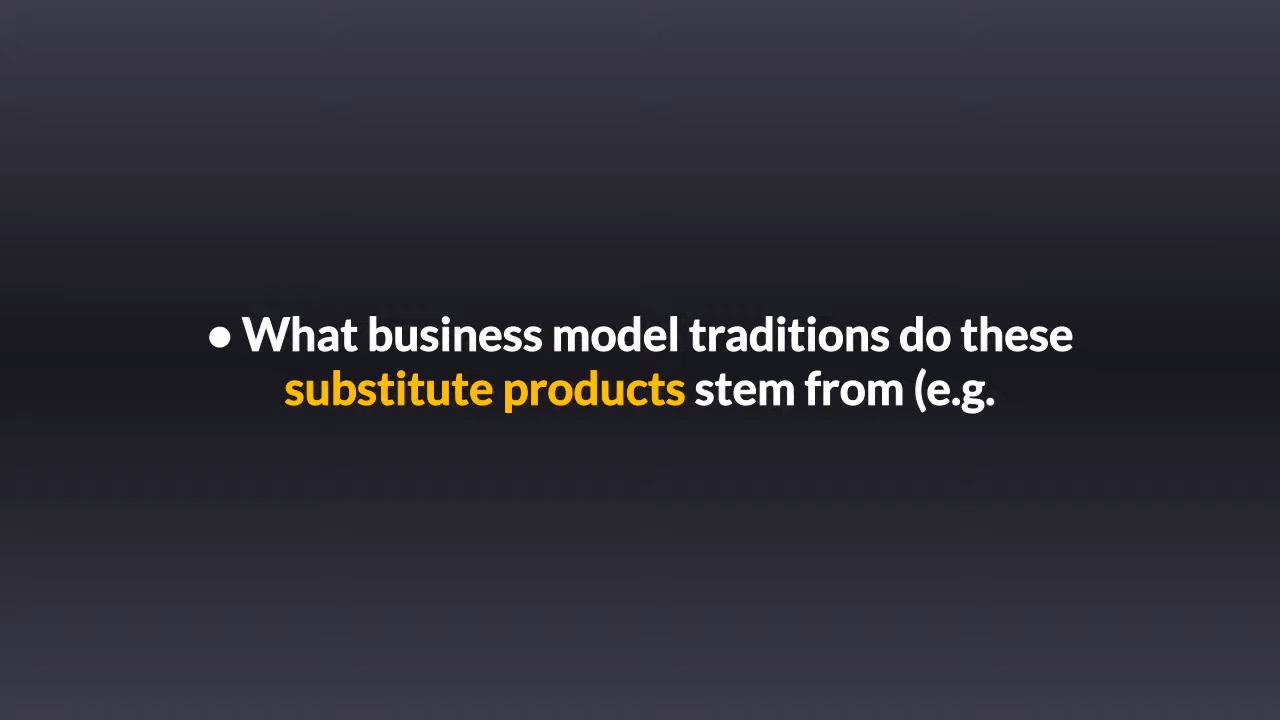 • What business model traditions do these
substitute products stem from (e.g.